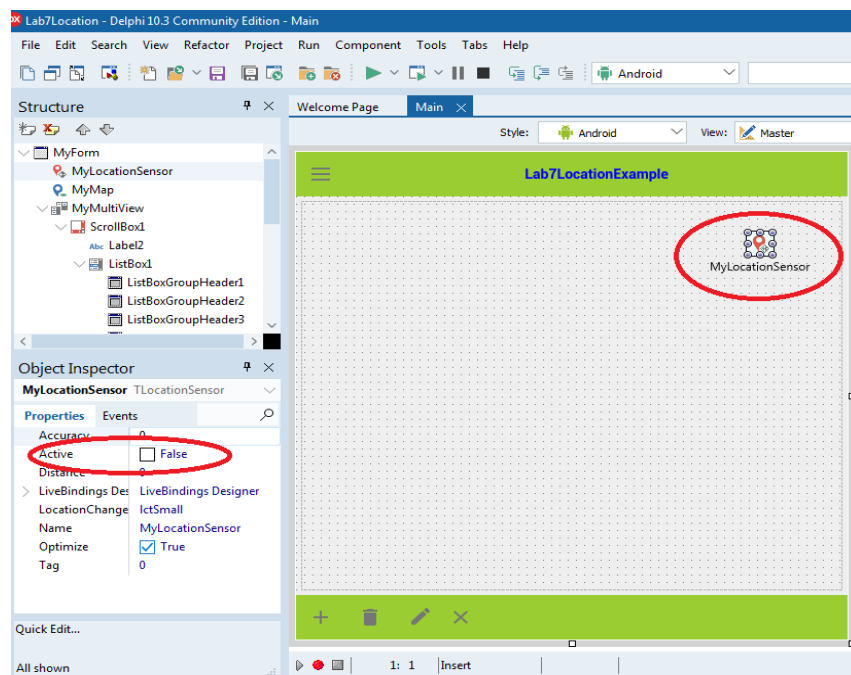 Lab7Location - Delphi 10.3 Community Edition - Main
File Edit Search View Refactor Project Run Component Tools Tabs Help
Android
Structure
Welcome Page Main
Style: Android View: Master
MyForm
MyLocationSensor
MyMap
MyMultiView
ScrollBox1
Abc Label2
ListBox1
ListBoxGroupHeader1
ListBoxGroupHeader2
ListBoxGroupHeader3
Lab7LocationExample
MyLocationSensor
Object Inspector
MyLocationSensor TLocationSensor
Properties Events
Accuracy 0
Active False
Distance 0
LiveBindings Des LiveBindings Designer
LocationChange lctSmall
Name MyLocationSensor
Optimize True
Tag 0
Quick Edit...
All shown
1: 1 Insert